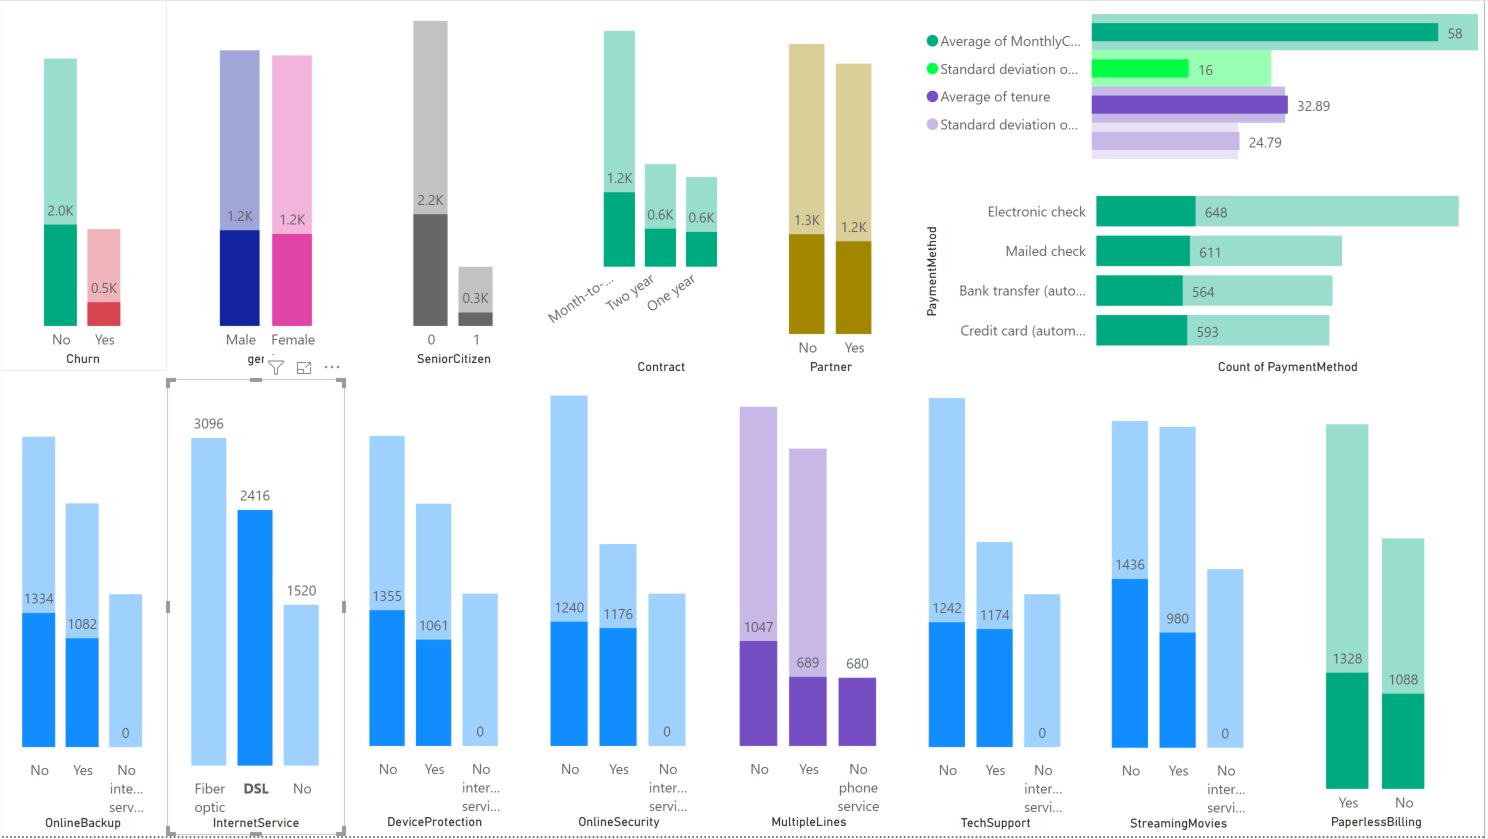 2.0K
0.5K
No
Yes
Churn
1.2K
1.2K
Male
Female
ger
2.2K
0.3K
0
1
SeniorCitizen
1.2K
0.6K
0.6K
Month-to-...
Two year
One year
Contract
1.3K
1.2K
No
Yes
Partner
Average of MonthlyC...
Standard deviation o...
Average of tenure
Standard deviation o...
58
16
32.89
24.79
PaymentMethod
Electronic check
648
Mailed check
611
Bank transfer (auto...
564
Credit card (autom...
593
Count of PaymentMethod
1334
1082
0
No
Yes
No
inte...
serv...
OnlineBackup
3096
2416
1520
Fiber
optic
DSL
No
InternetService
1355
1061
0
No
Yes
No
inter...
servi...
DeviceProtection
1240
1176
0
No
Yes
No
inter...
servi...
OnlineSecurity
1047
689
680
No
Yes
No
phone
service
MultipleLines
1242
1174
0
No
Yes
No
inter...
servi...
TechSupport
1436
980
0
No
Yes
No
inter...
servi...
StreamingMovies
1328
1088
Yes
No
PaperlessBilling